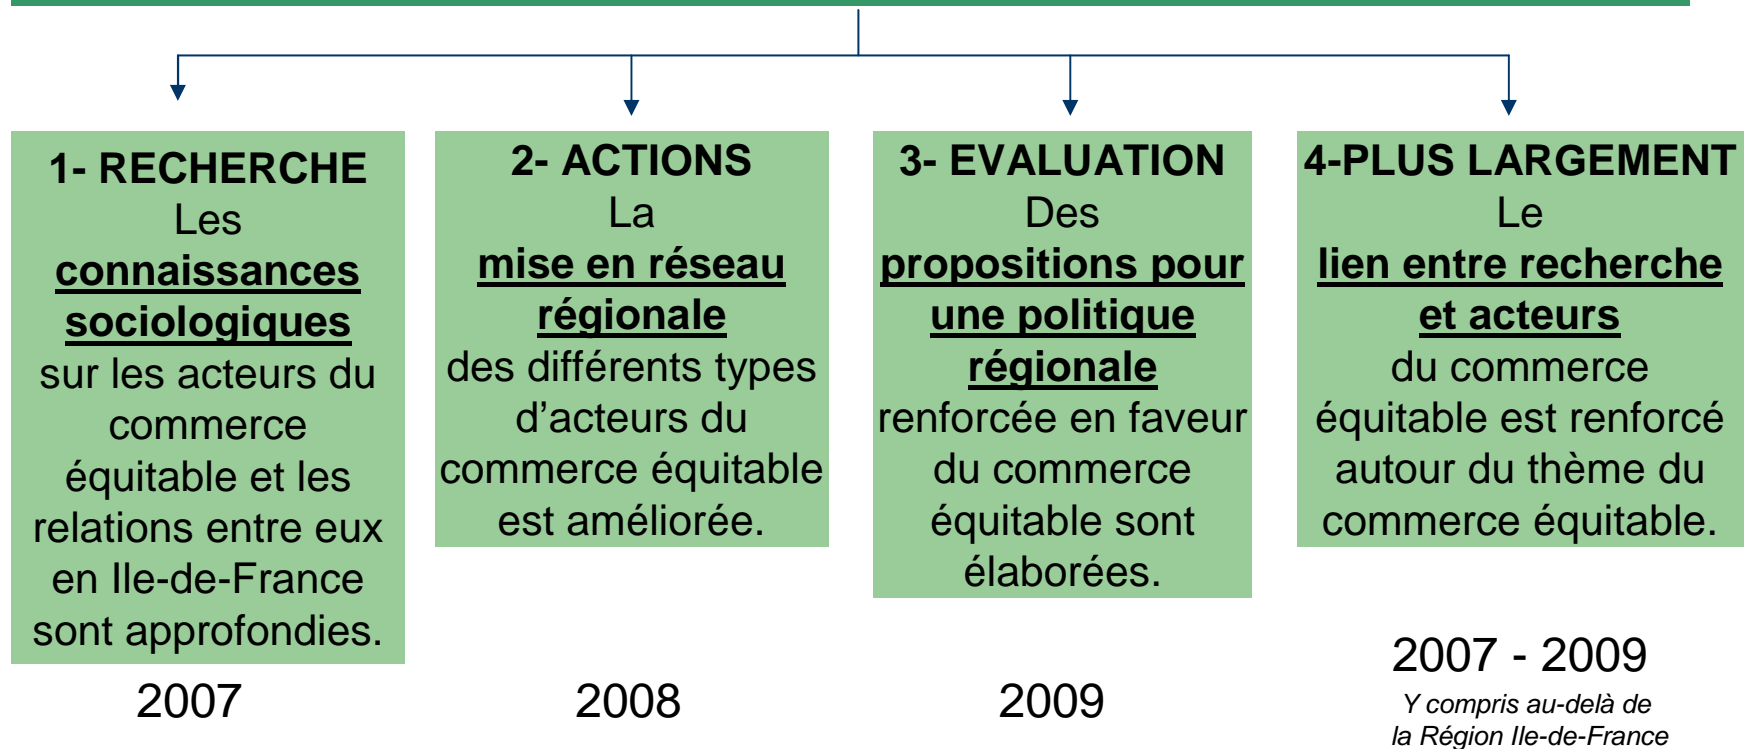 1- RECHERCHE
Les
connaissances
sociologiques
sur les acteurs du
commerce
équitable et les
relations entre eux
en Ile-de-France
sont approfondies.
2007
2- ACTIONS
La
mise en réseau
régionale
des différents types
d’acteurs du
commerce équitable
est améliorée.
2008
3- EVALUATION
Des
propositions pour
une politique
régionale
renforcée en faveur
du commerce
équitable sont
élaborées.
2009
4-PLUS LARGEMENT
Le
lien entre recherche
et acteurs
du commerce
équitable est renforcé
autour du thème du
commerce équitable.
2007 - 2009
Y compris au-delà de
la Région Ile-de-France